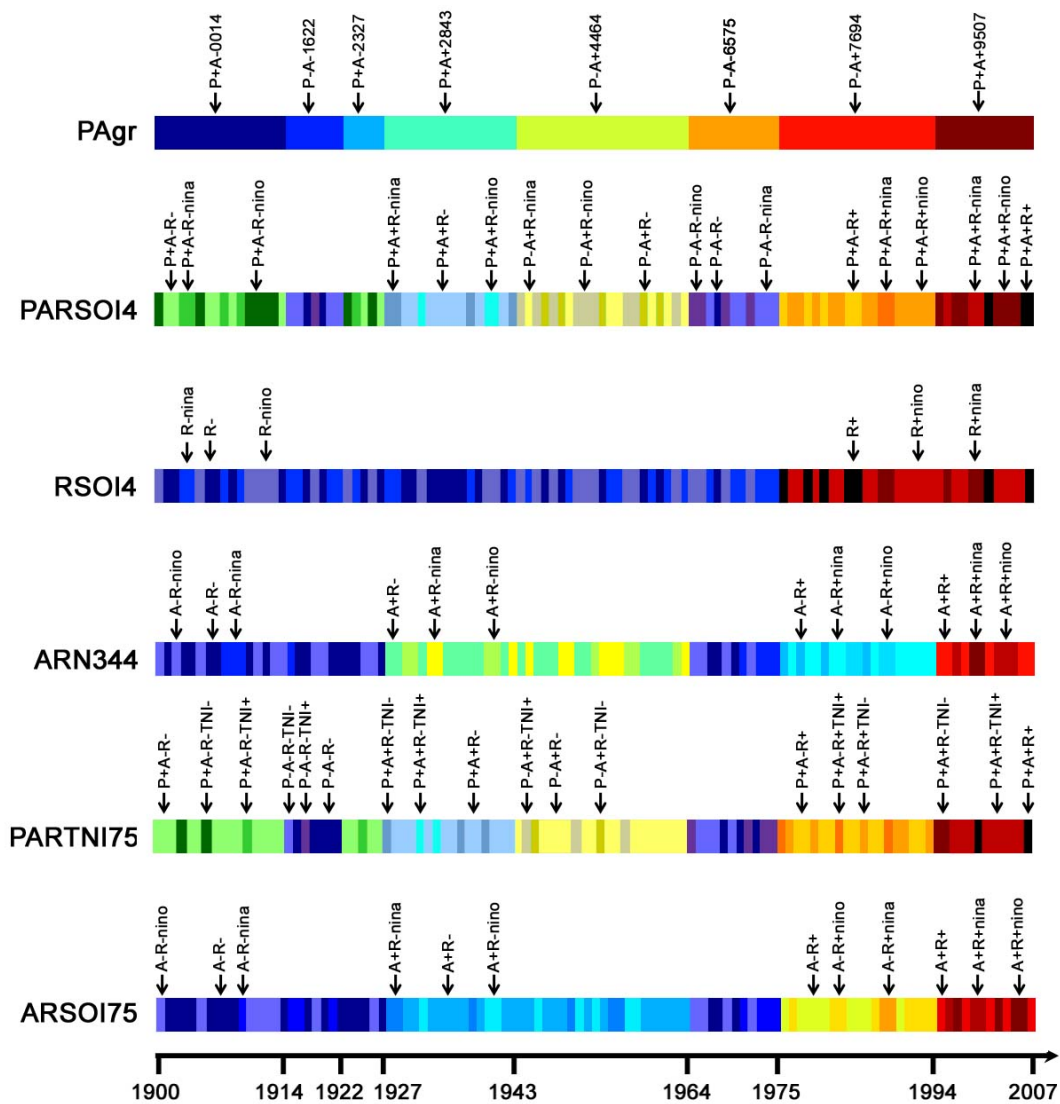 P+A-0014 P-A-1622 P+A-2327 P+A+2843 P-A+4464 P-A-6575 P-A+7694 P+A+9507
PAgr
P+A-R- P+A-R-nina P+A-R-nino P+A+R-nina P+A+R- P+A+R-nino P-A+R-nina P-A+R-nino P-A+R- P-A-R-nino P-A-R- P-A-R-nina P+A-R+ P+A-R+nina P+A-R+nino P+A+R+nina P+A+R-nino P+A+R+
PARSOI4
R-nina R- R-nino R+ R+nino R+nina
RSOI4
A-R-nino A-R- A-R-nina A+R- A+R-nina A+R-nino A-R+ A-R+nina A-R+nino A+R+ A+R+nina A+R+nino
ARN344
P+A-R- P+A-R-TNI- P+A-R-TNI+ P-A-R-TNI- P-A-R-TNI+ P-A-R- P+A+R-TNI- P+A+R-TNI+ P+A+R- P-A+R-TNI+ P-A+R- P-A+R-TNI- P+A-R+ P+A-R+TNI+ P+A-R+TNI- P+A+R-TNI- P+A+R-TNI+ P+A+R+
PARTNI75
A-R-nino A-R- A-R-nina A+R-nina A+R- A+R-nino A-R+ A-R+nino A-R+nina A+R+ A+R+nina A+R+nino
ARSOI75
1900 1914 1922 1927 1943 1964 1975 1994 2007